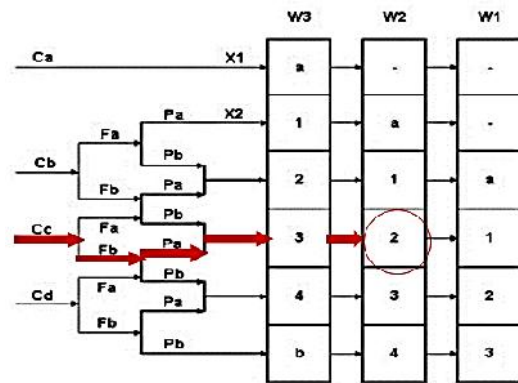 W3 W2 W1
Ca X1 a - -
Pa X2 1 a -
Fa
Cb Pb
Fb Pa 2 1 a
Cc Fa Pb
Fb Pa 3 2 1
Fa Pb
Cd Pa 4 3 2
Fb
Pb b 4 3